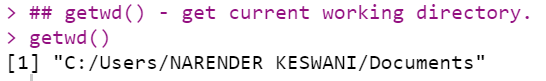 > ## getwd() - get current working directory.
> getwd()
[1] "C:/Users/NARENDER KESWANI/Documents"